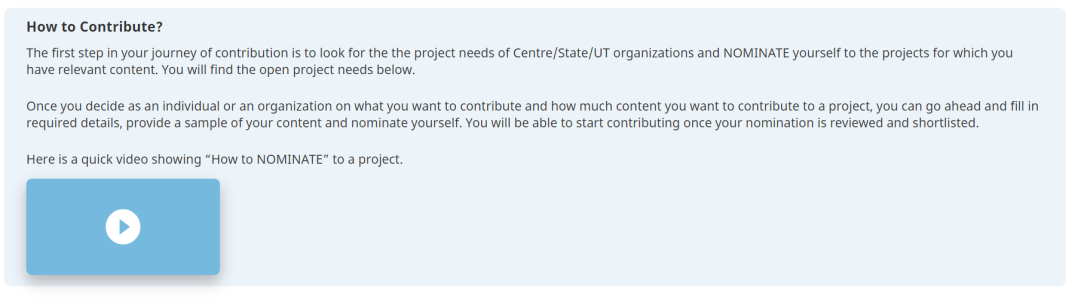 How to Contribute?
The first step in your journey of contribution is to look for the the project needs of Centre/State/UT organizations and NOMINATE yourself to the projects for which you
have relevant content. You will find the open project needs below.
Once you decide as an individual or an organization on what you want to contribute and how much content you want to contribute to a project, you can go ahead and fill in
required details, provide a sample of your content and nominate yourself. You will be able to start contributing once your nomination is reviewed and shortlisted.
Here is a quick video showing “How to NOMINATE” to a project.